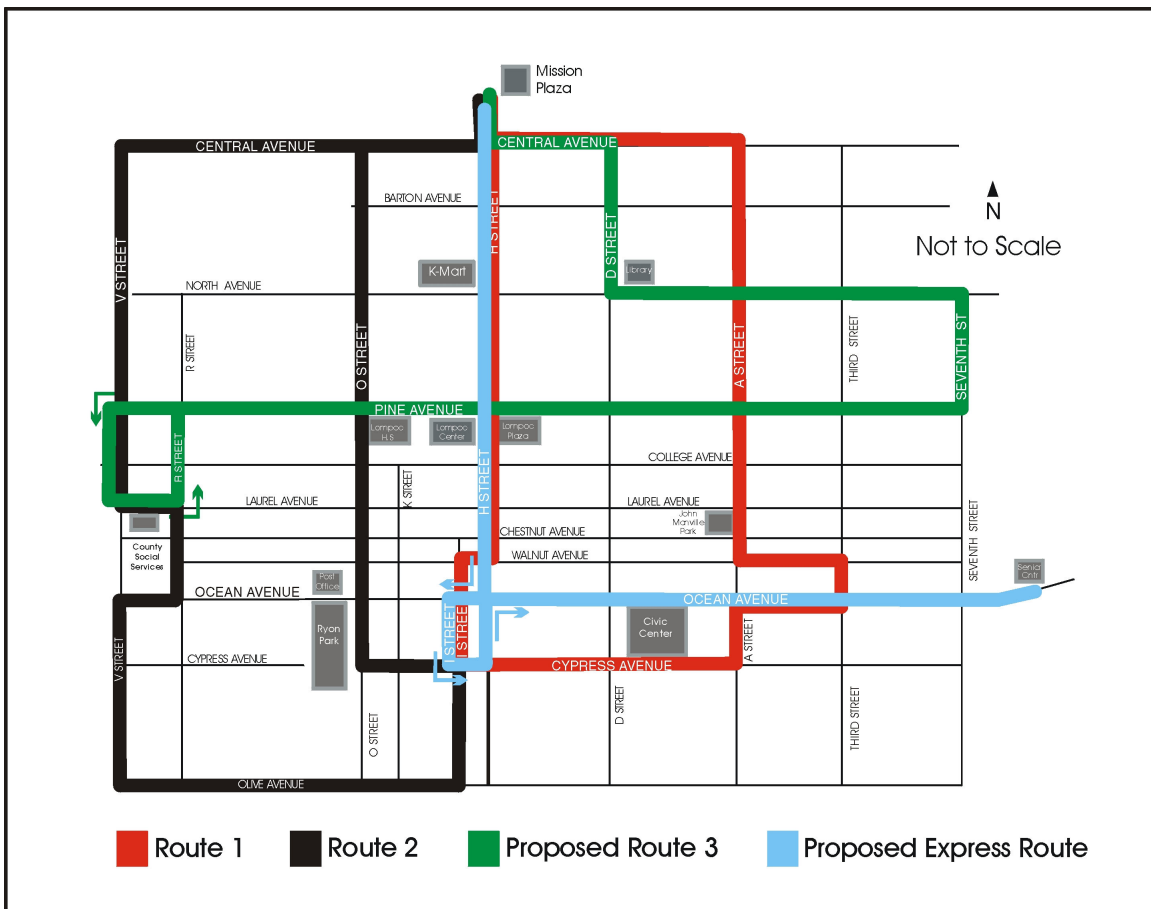 Mission
Plaza
CENTRAL AVENUE
CENTRAL AVENUE
BARTON AVENUE
H STREET
N
Not to Scale
V STREET
D STREET
K-Mart
Library
NORTH AVENUE
R STREET
O STREET
A STREET
THIRD STREET
SEVENTH ST
PINE AVENUE
Lompoc
H.S
Lompoc
Center
Lompoc
Plaza
R STREET
COLLEGE AVENUE
K STREET
H STREET
LAUREL AVENUE
LAUREL AVENUE
John
Manville
Park
CHESTNUT AVENUE
WALNUT AVENUE
County
Social
Services
SEVENTH STREET
Post
Office
Senior
Cntr
OCEAN AVENUE
OCEAN AVENUE
Ryon
Park
I STREET
I STREET
Civic
Center
A STREET
V STREET
CYPRESS AVENUE
CYPRESS AVENUE
O STREET
D STREET
THIRD STREET
OLIVE AVENUE
Route 1
Route 2
Proposed Route 3
Proposed Express Route